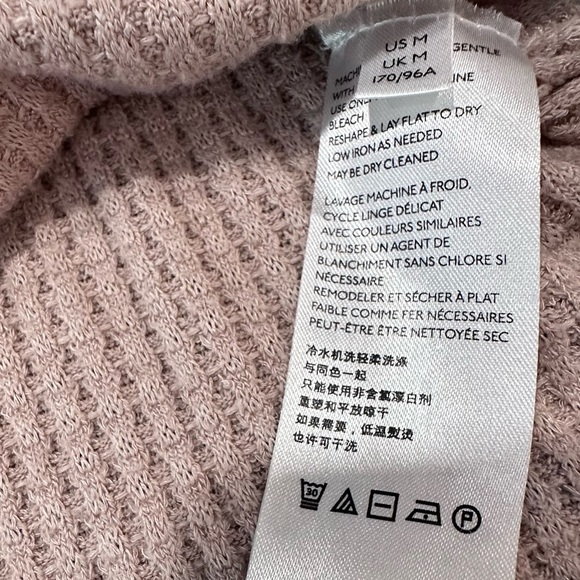 US M
UK M
170/96A
MACHI GENTLE
WITH INE
USE ONL
BLEACH
RESHAPE & LAY FLAT TO DRY
LOW IRON AS NEEDED
MAY BE DRY CLEANED
LAVAGE MACHINE À FROID,
CYCLE LINGE DÉLICAT
AVEC COULEURS SIMILAIRES
UTILISER UN AGENT DE
BLANCHIMENT SANS CHLORE SI
NÉCESSAIRE
REMODELER ET SÉCHER À PLAT
FAIBLE COMME FER NÉCESSAIRES
PEUT-ÊTRE ÊTRE NETTOYÉE SEC
冷水机洗轻柔洗涤
与同色一起
只能使用非含氯漂白剂
重塑和平放晾干
如果需要，低温熨烫
也许可干洗
30 P